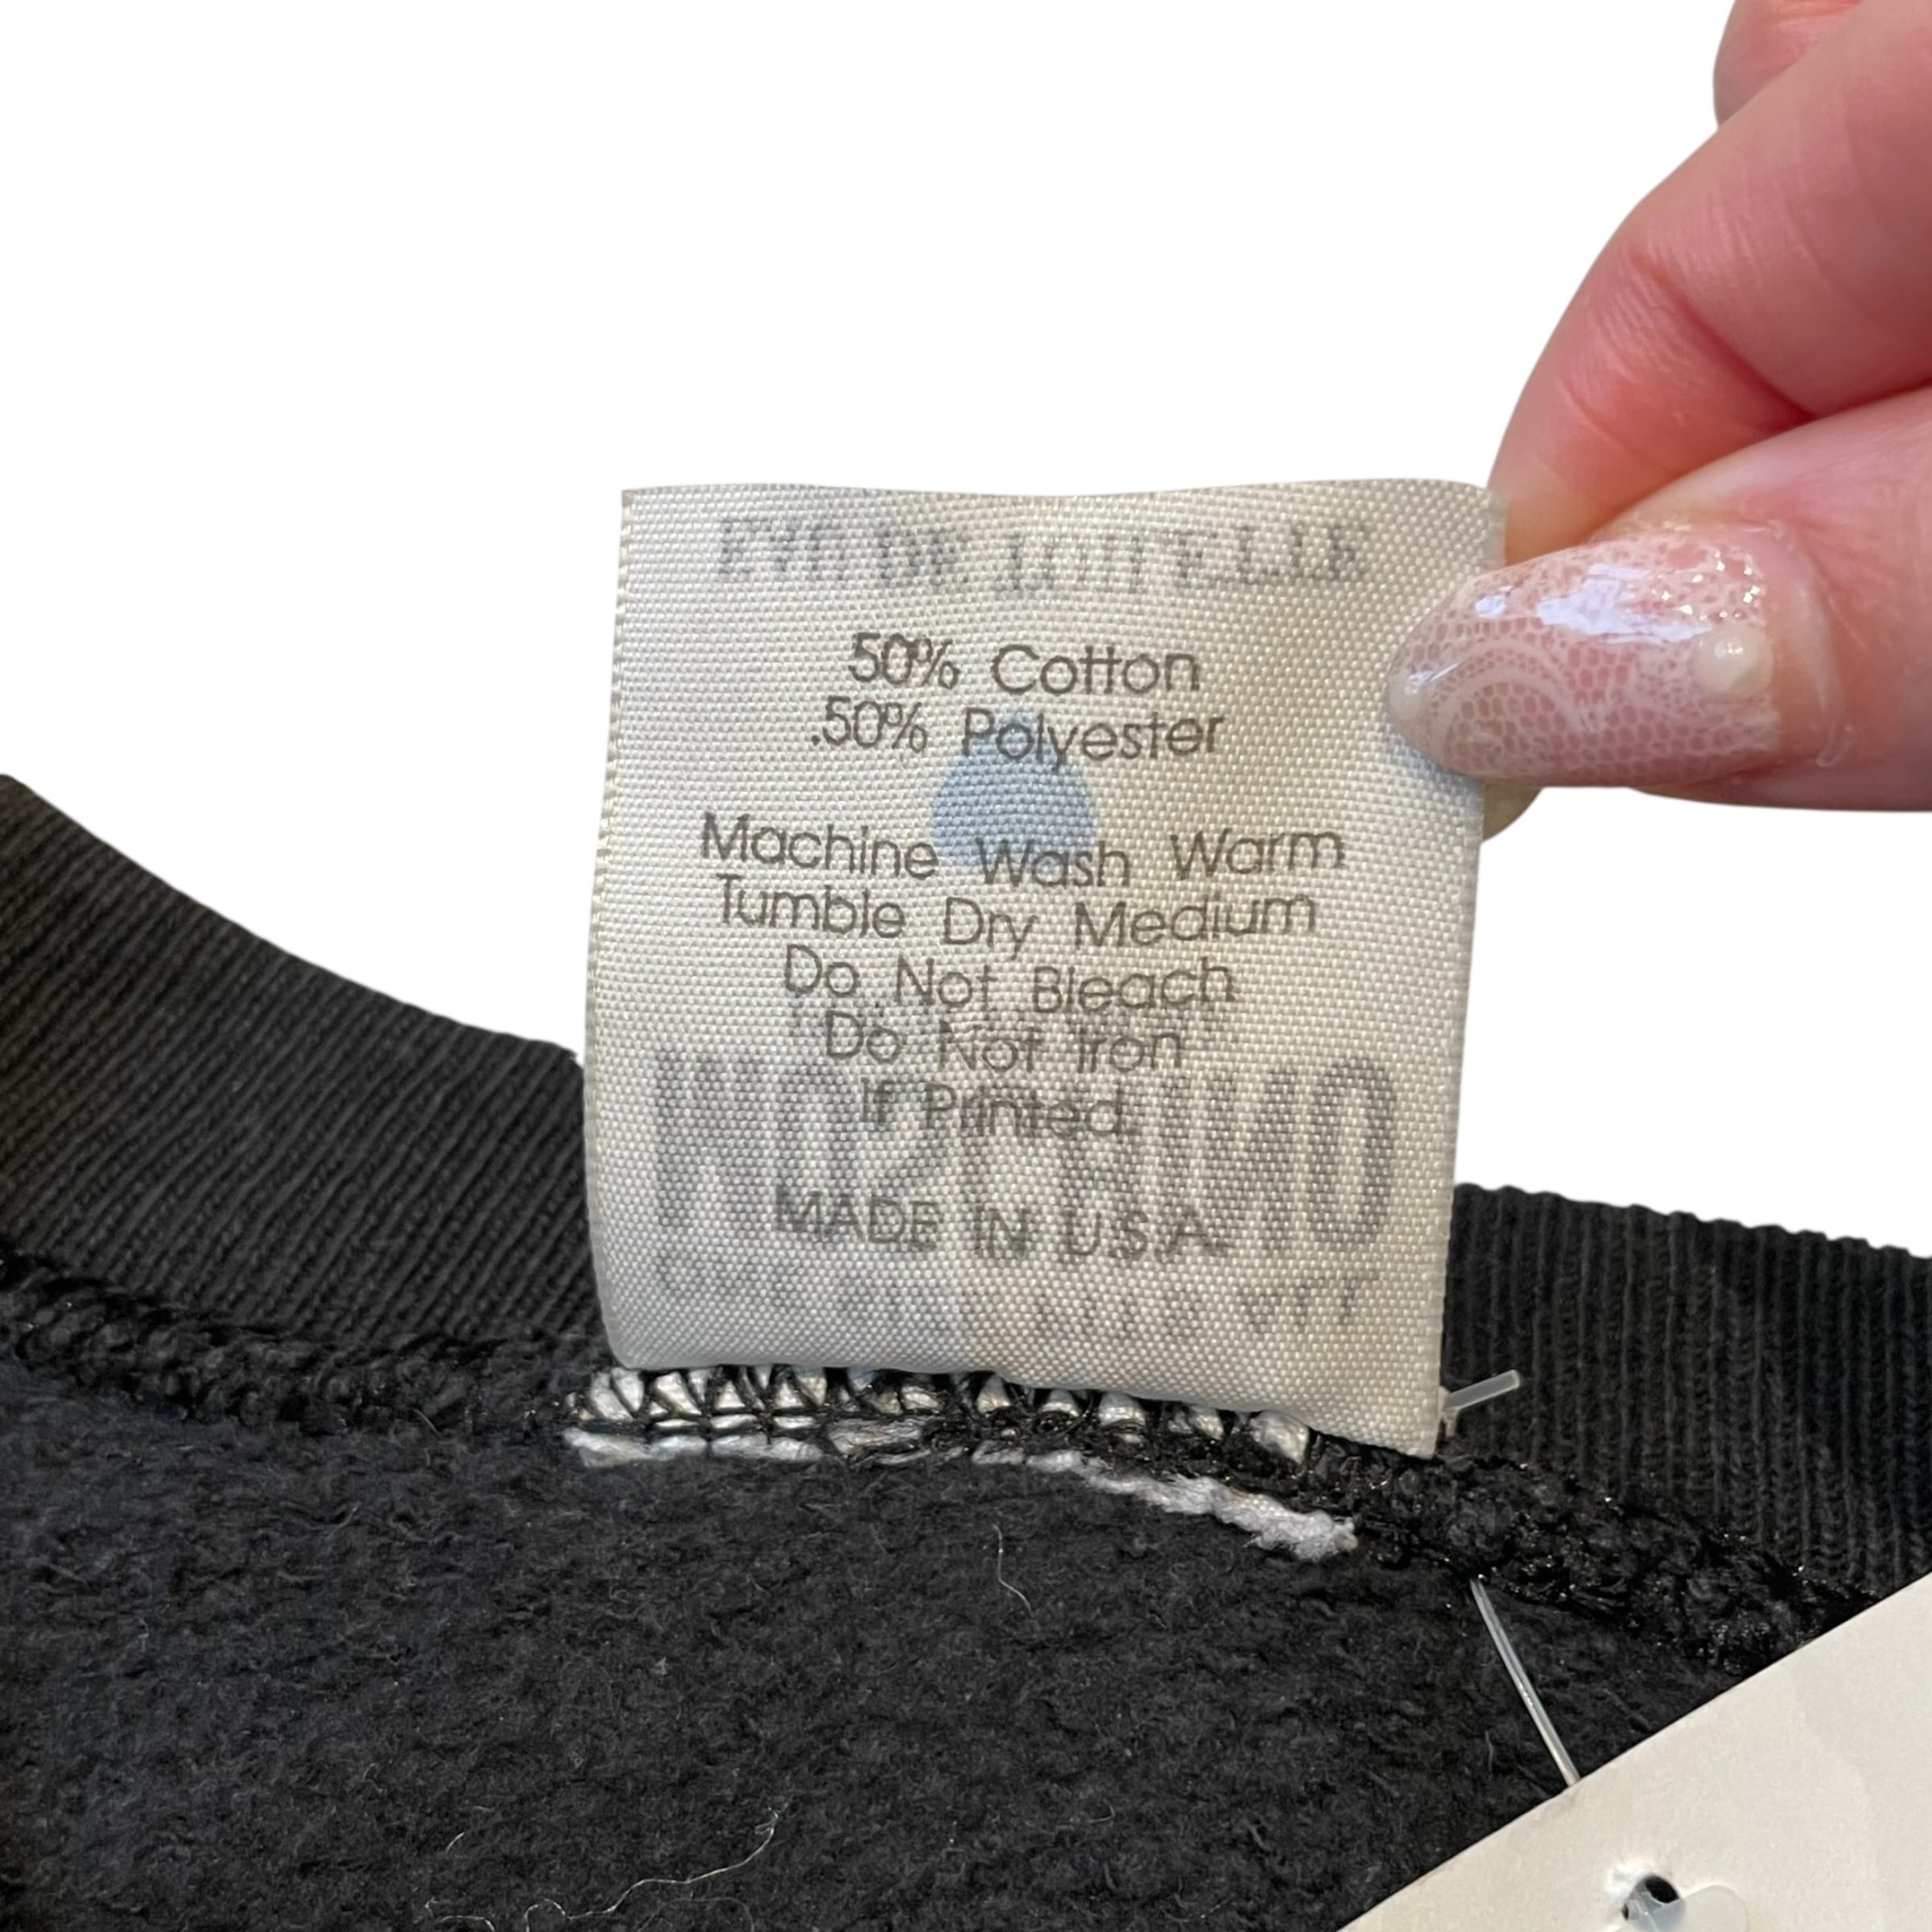 50% Cotton
.50% Polyester
Machine Wash Warm
Tumble Dry Medium
Do Not Bleach
Do Not Iron
If Printed
MADE IN U.S.A.